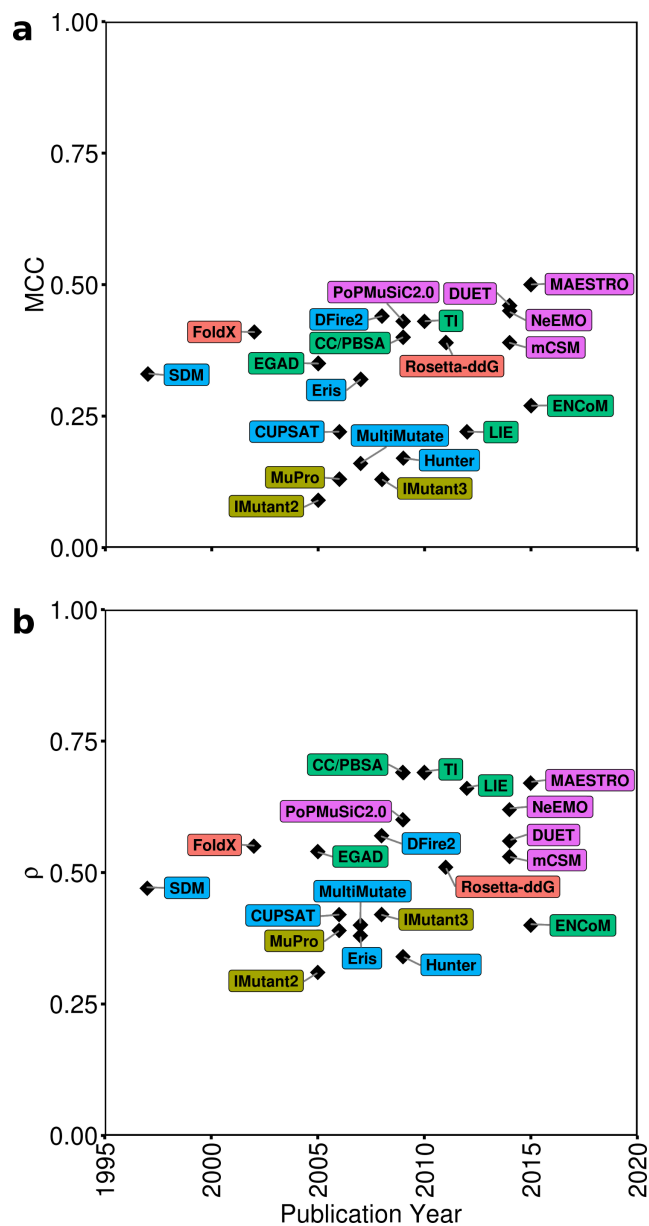 a
1.00
0.75
MCC
0.50
0.25
0.00
MAESTRO
PoPMuSiC2.0
DUET
DFire2
TI
NeEMO
FoldX
CC/PBSA
mCSM
EGAD
Rosetta-ddG
SDM
Eris
ENCoM
CUPSAT
MultiMutate
LIE
Hunter
MuPro
IMutant3
IMutant2
b
1.00
0.75
ρ
0.50
0.25
0.00
CC/PBSA
TI
MAESTRO
LIE
PoPMuSiC2.0
NeEMO
DUET
FoldX
DFire2
EGAD
mCSM
SDM
MultiMutate
Rosetta-ddG
CUPSAT
IMutant3
ENCoM
MuPro
Eris
Hunter
IMutant2
1995
2000
2005
2010
2015
2020
Publication Year